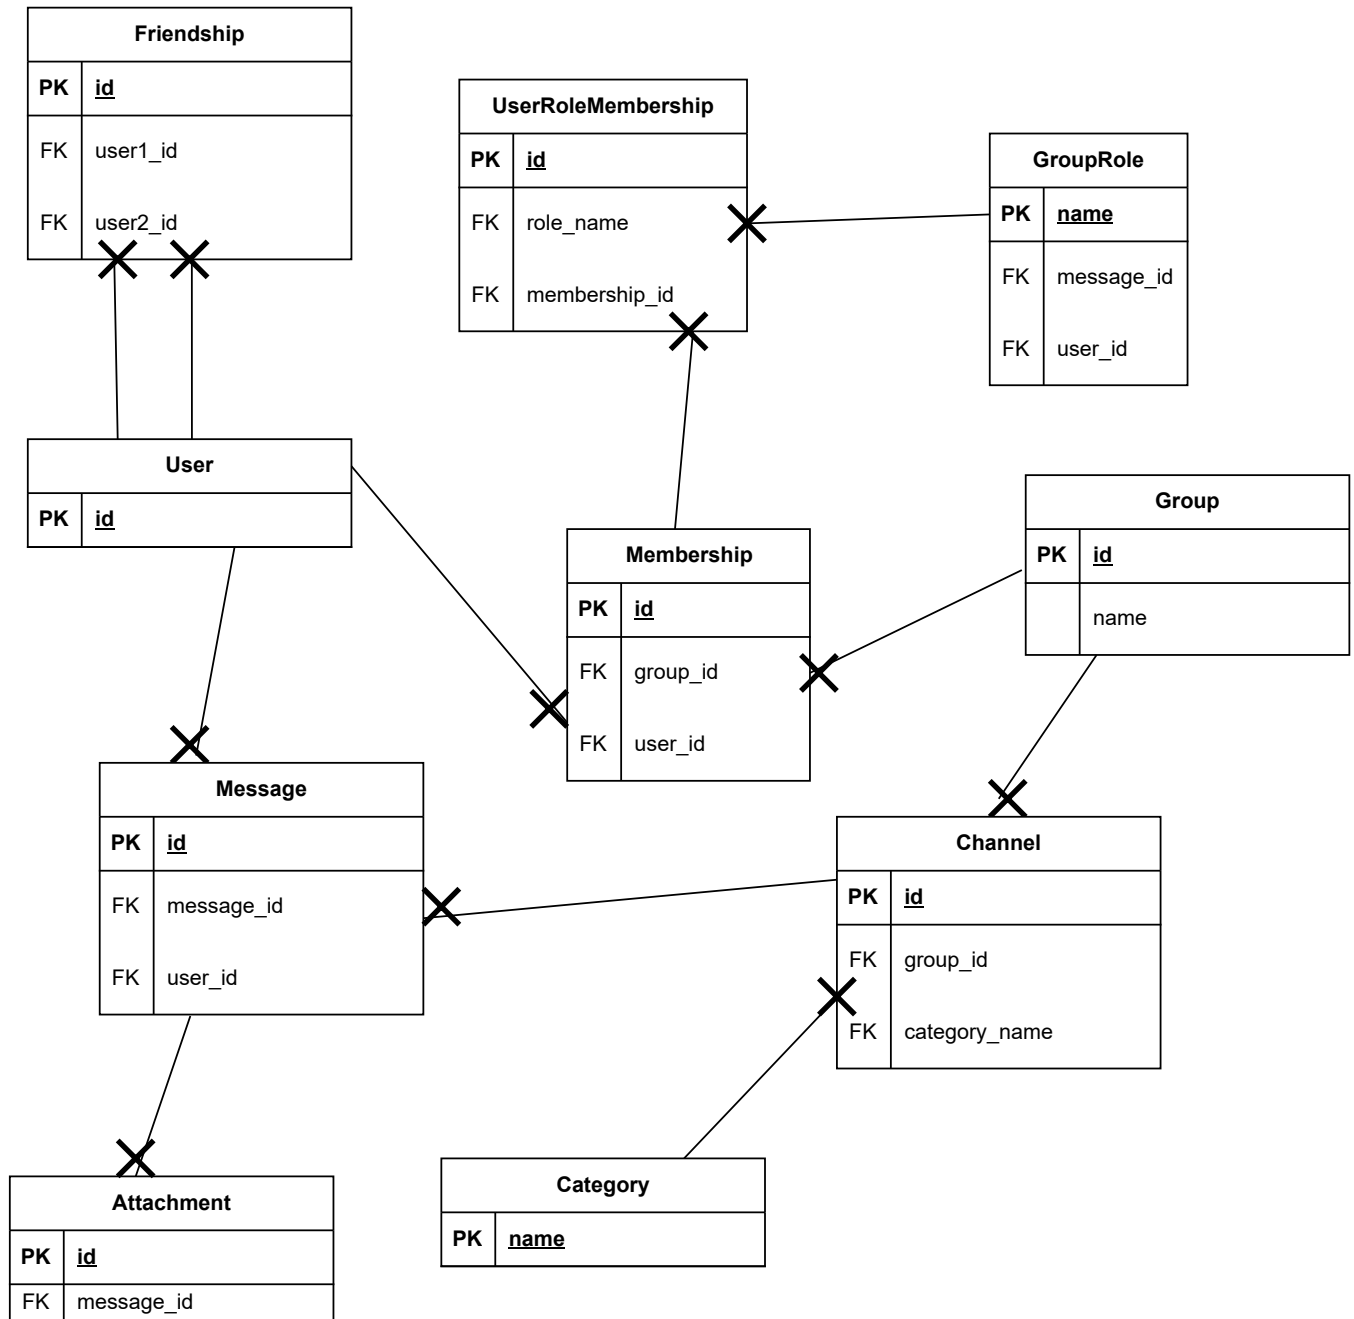 Friendship
PK id
FK user1_id
FK user2_id
UserRoleMembership
PK id
FK role_name
FK membership_id
GroupRole
PK name
FK message_id
FK user_id
User
PK id
Membership
PK id
FK group_id
FK user_id
Group
PK id
name
Message
PK id
FK message_id
FK user_id
Channel
PK id
FK group_id
FK category_name
Attachment
PK id
FK message_id
Category
PK name